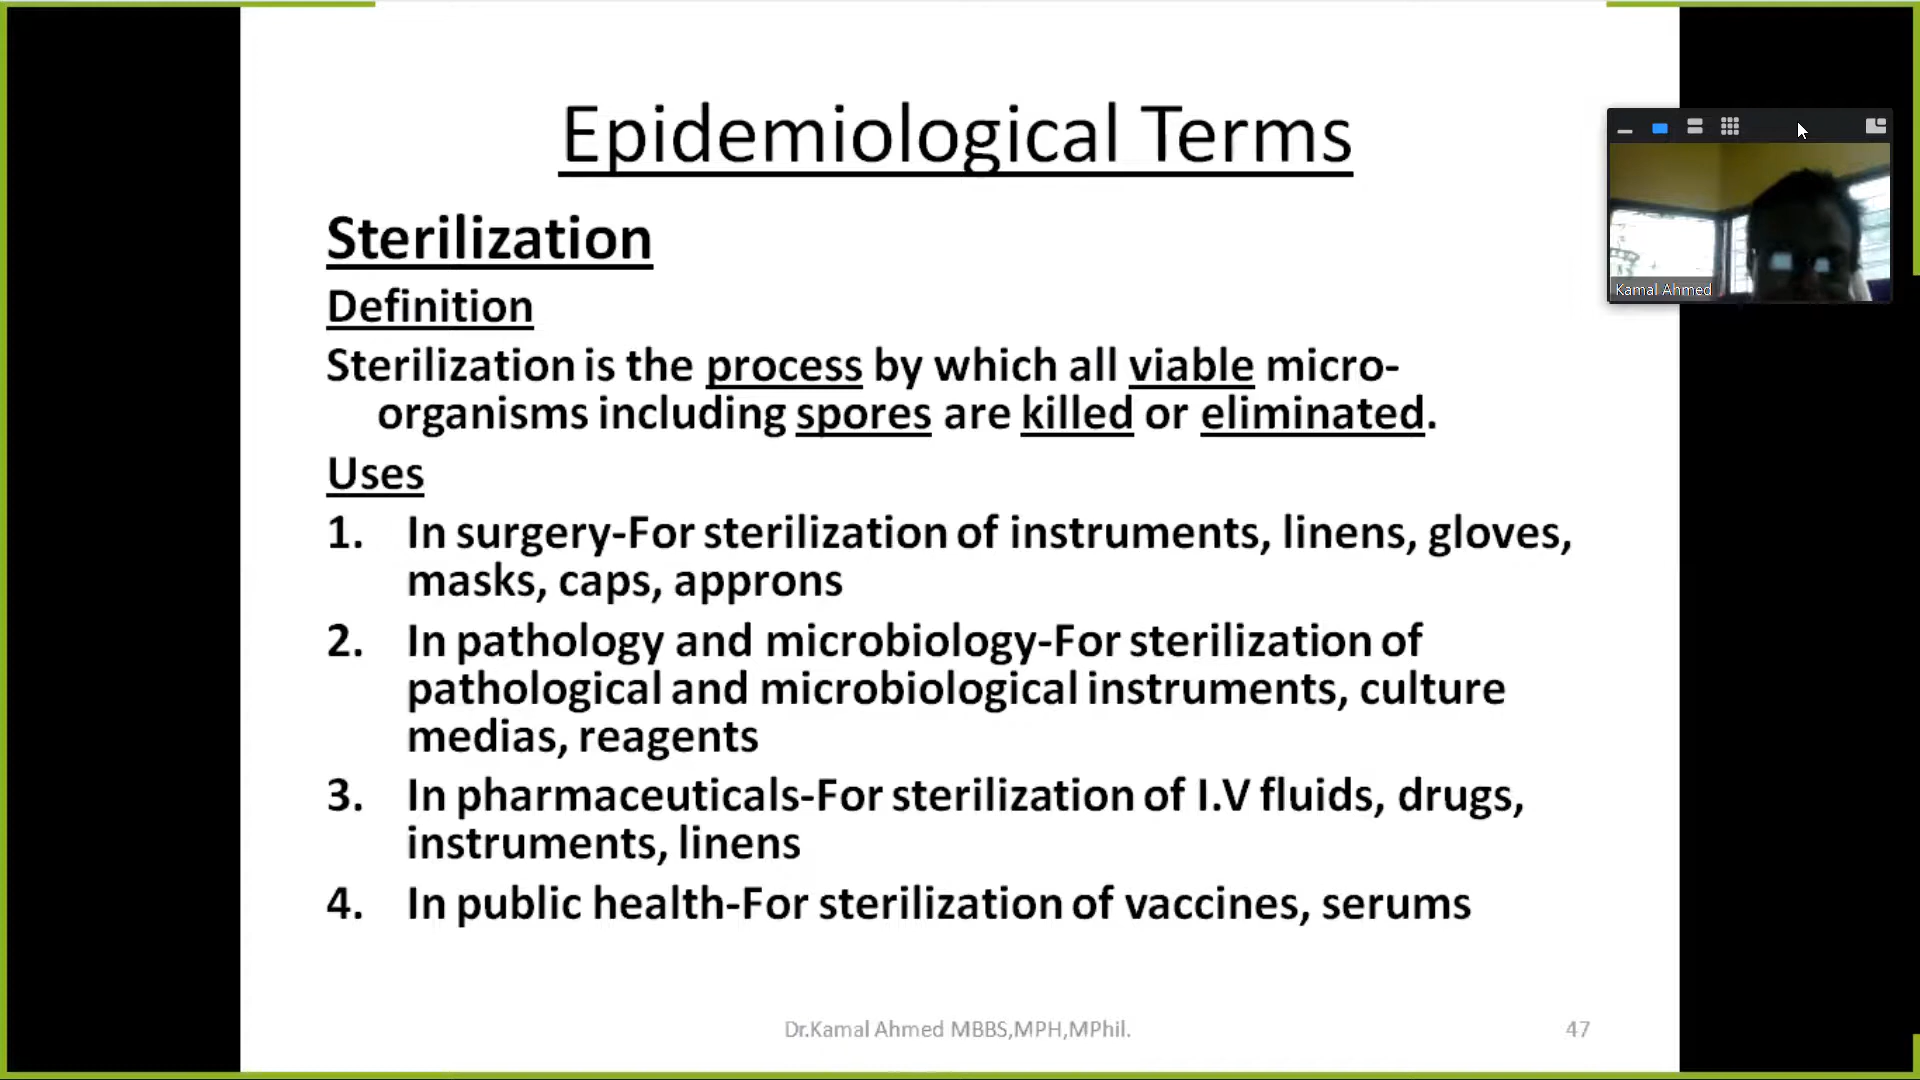 Epidemiological Terms
Sterilization
Definition
Sterilization is the process by which all viable micro-
organisms including spores are killed or eliminated.
Uses
1. In surgery-For sterilization of instruments, linens, gloves,
masks, caps, approns
2. In pathology and microbiology-For sterilization of
pathological and microbiological instruments, culture
medias, reagents
3. In pharmaceuticals-For sterilization of I.V fluids, drugs,
instruments, linens
4. In public health-For sterilization of vaccines, serums
Dr.Kamal Ahmed MBBS,MPH,MPhil.
47
Kamal Ahmed